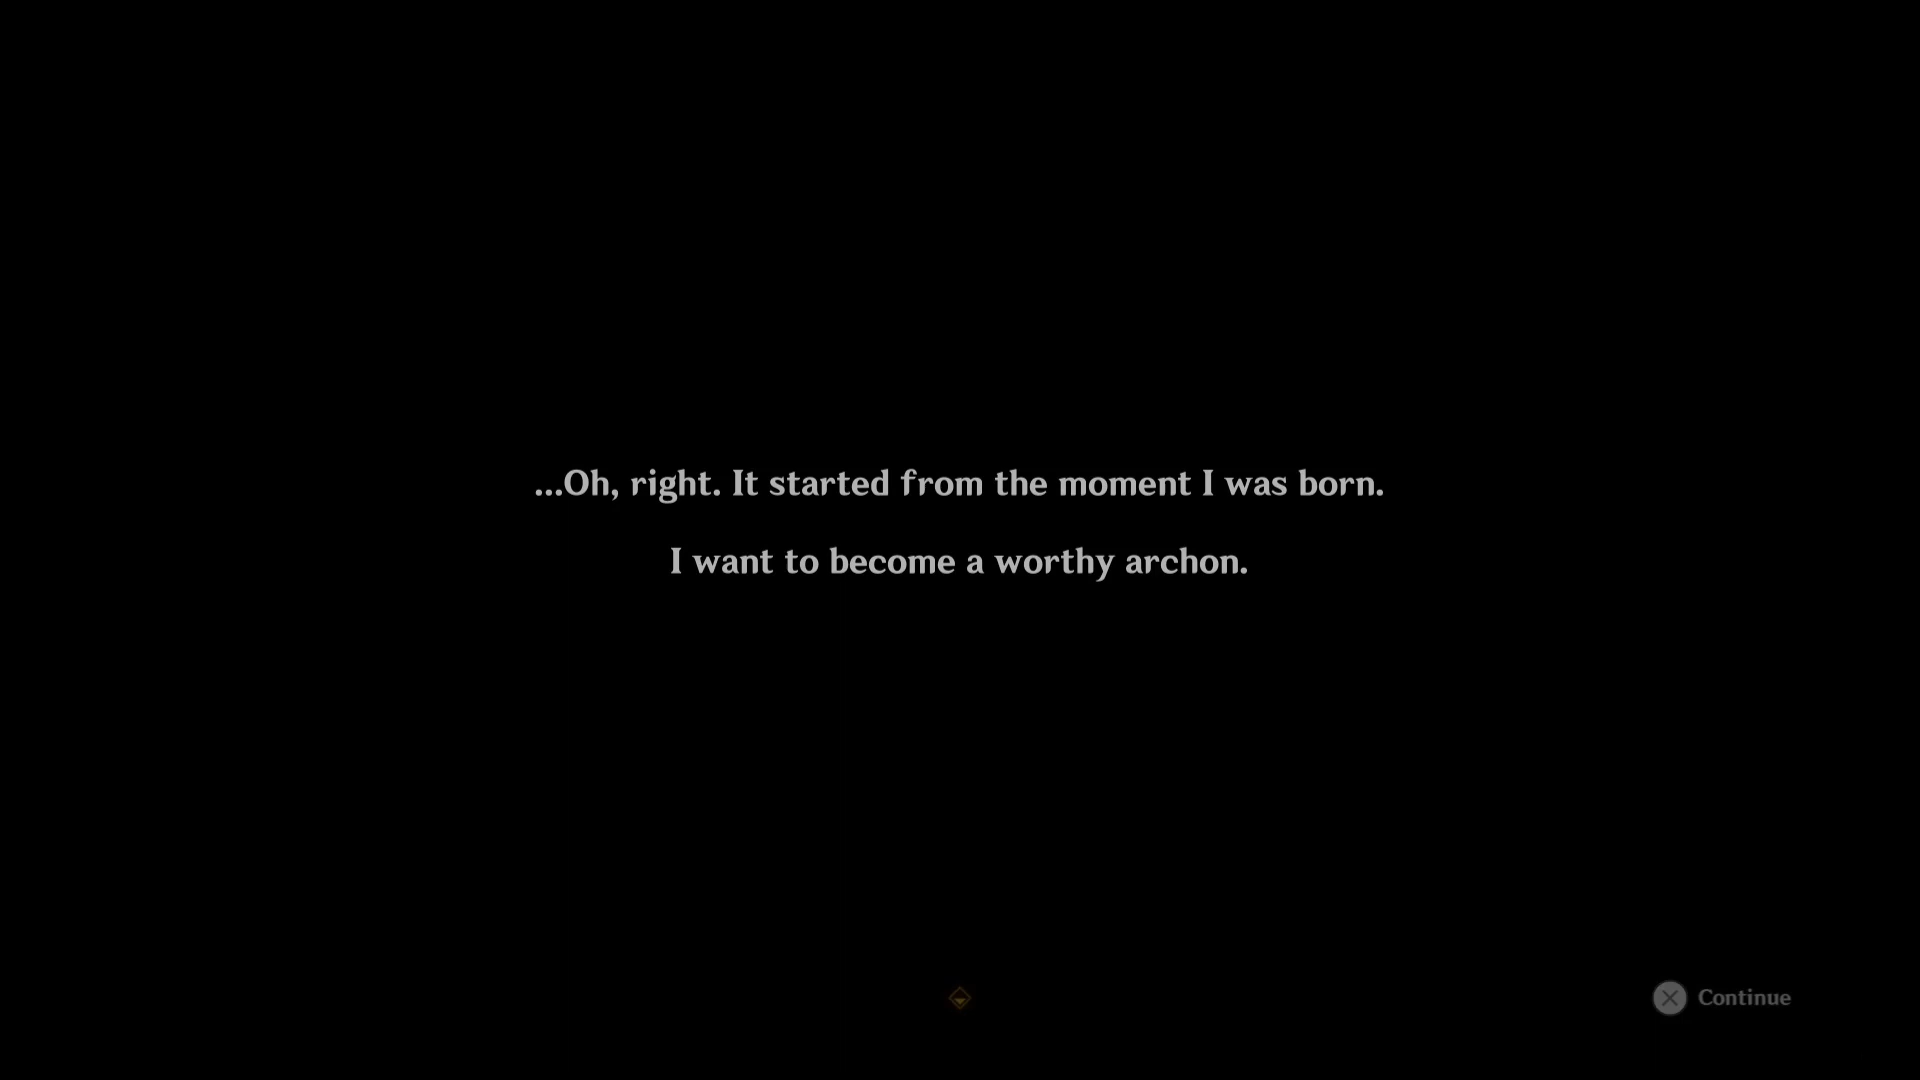 ...Oh, right. It started from the moment I was born.
I want to become a worthy archon.
Continue